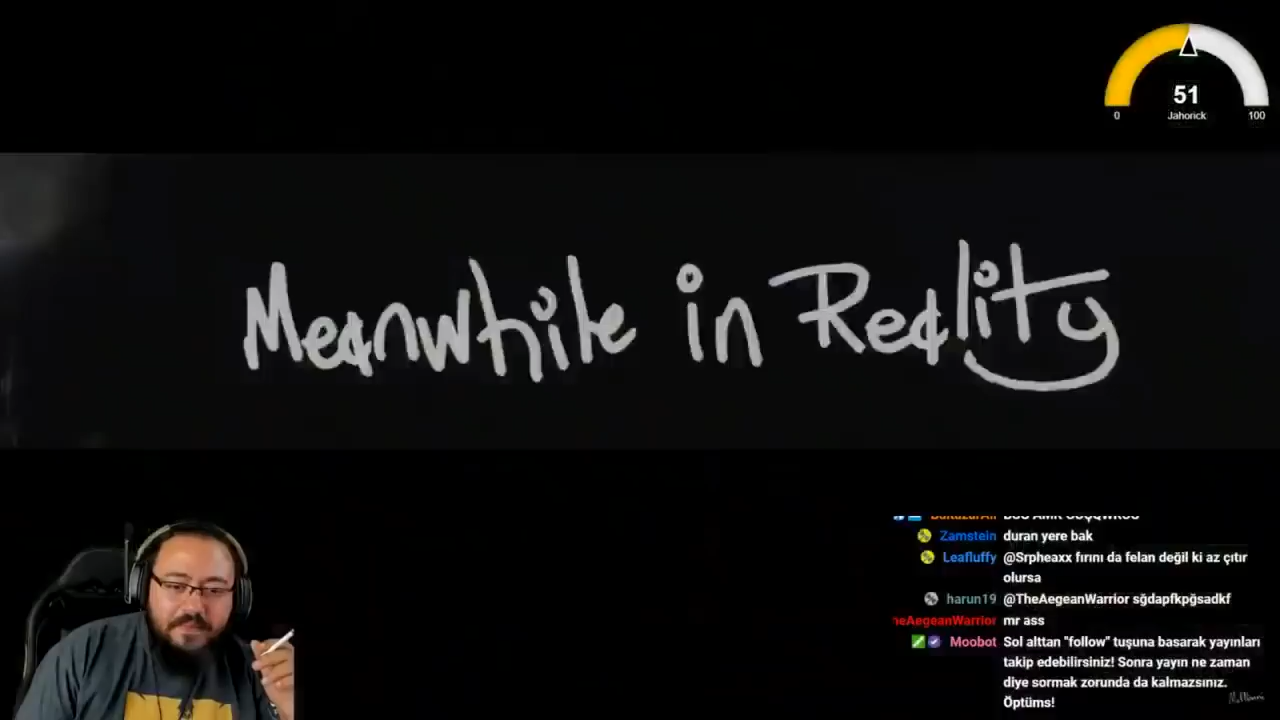 51
0
Jahorick
100
Meanwhile in Reality
Zamstein duran yere bak
Leafluffy @Srpheaxx fırını da felan değil ki az çıtır
olursa
harun19 @TheAegeanWarrior sğdapfkpğsadkf
heAegeanWarrior mr ass
Moobot Sol alttan "follow" tuşuna basarak yayınları
takip edebilirsiniz! Sonra yayın ne zaman
diye sormak zorunda da kalmazsınız.
Öptüms!